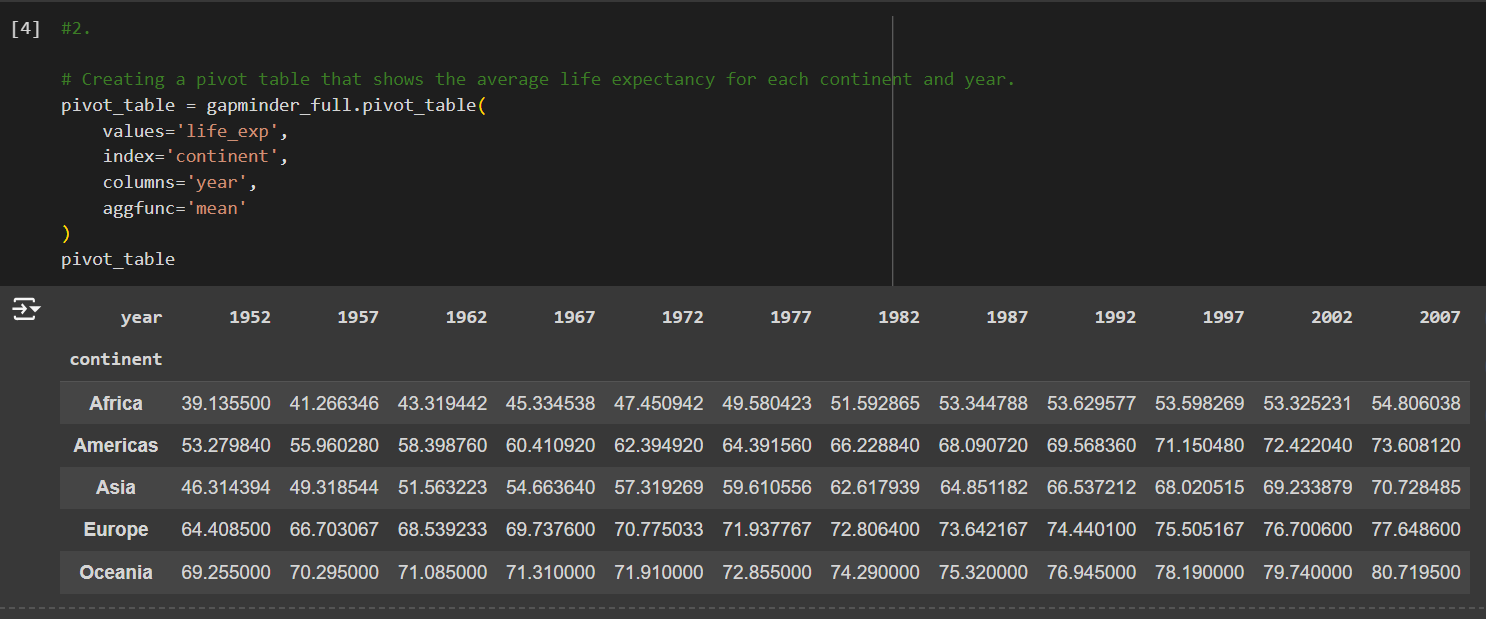 [4] #2.
# Creating a pivot table that shows the average life expectancy for each continent and year.
pivot_table = gapminder_full.pivot_table(
    values='life_exp',
    index='continent',
    columns='year',
    aggfunc='mean'
)
pivot_table
year 1952 1957 1962 1967 1972 1977 1982 1987 1992 1997 2002 2007
continent
Africa 39.135500 41.266346 43.319442 45.334538 47.450942 49.580423 51.592865 53.344788 53.629577 53.598269 53.325231 54.806038
Americas 53.279840 55.960280 58.398760 60.410920 62.394920 64.391560 66.228840 68.090720 69.568360 71.150480 72.422040 73.608120
Asia 46.314394 49.318544 51.563223 54.663640 57.319269 59.610556 62.617939 64.851182 66.537212 68.020515 69.233879 70.728485
Europe 64.408500 66.703067 68.539233 69.737600 70.775033 71.937767 72.806400 73.642167 74.440100 75.505167 76.700600 77.648600
Oceania 69.255000 70.295000 71.085000 71.310000 71.910000 72.855000 74.290000 75.320000 76.945000 78.190000 79.740000 80.719500